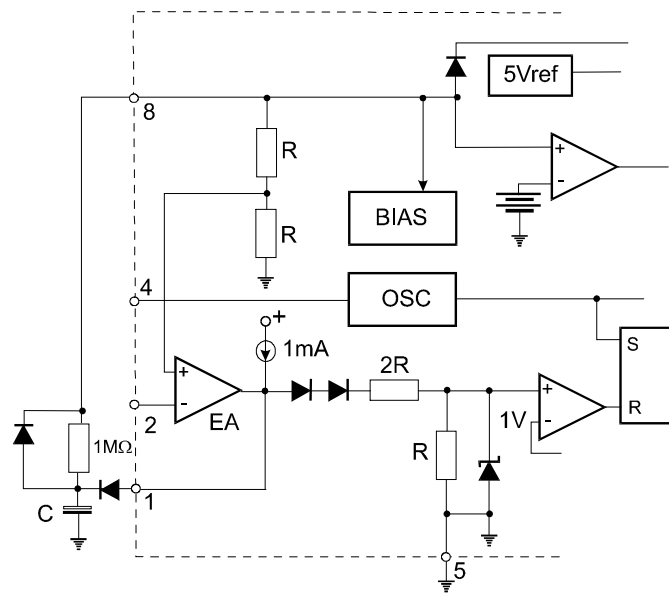 5Vref
8
R
+
-
R
BIAS
4
OSC
+
1mA
S
2R
+
-
EA
2
+
1V
-
R
1MΩ
R
1
C
5